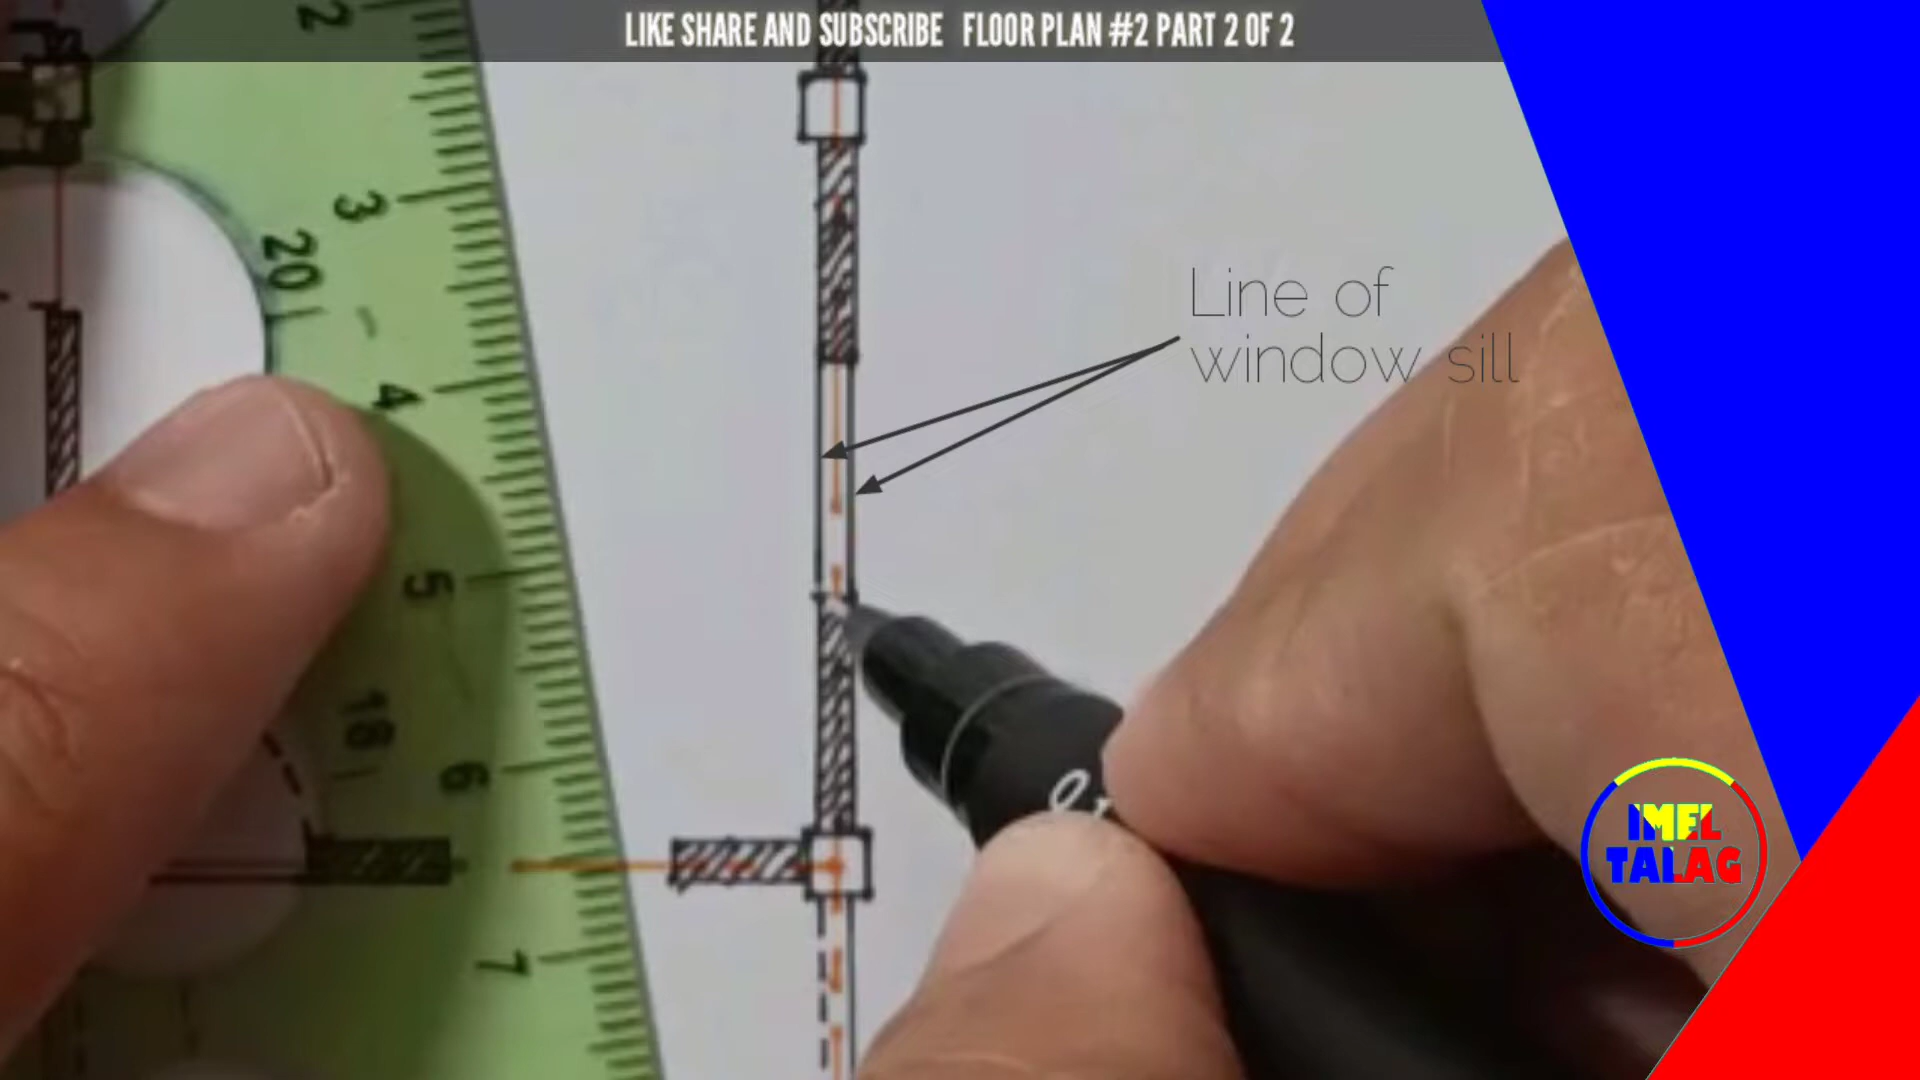 LIKE SHARE AND SUBSCRIBE FLOOR PLAN #2 PART 2 OF 2
2
3
20
4
5
18
6
7
Line of
window sill
IMEL
TALAG